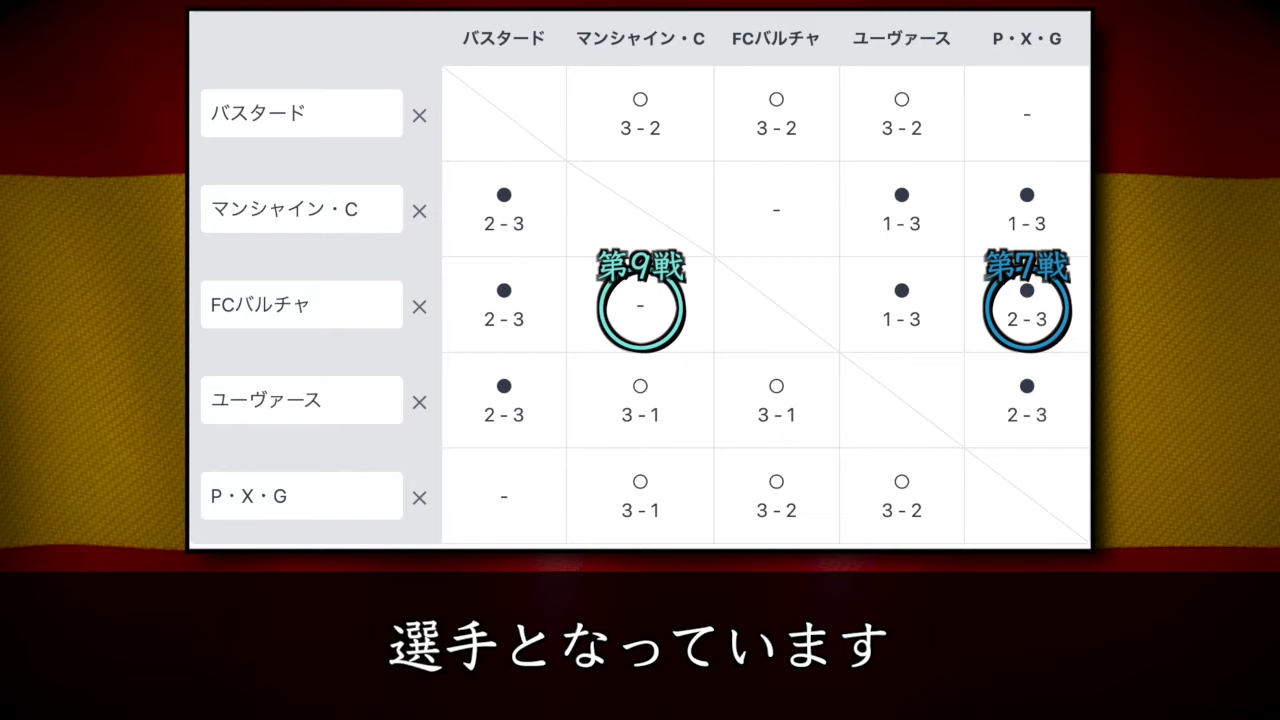 バスタード マンシャイン・C FCバルチャ ユーヴァース P・X・G
バスタード × ○ ○ ○ -
3 - 2 3 - 2 3 - 2
マンシャイン・C × ● - ● ●
2 - 3 1 - 3 1 - 3
第9戦 第7戦
FCバルチャ × ● - ● ●
2 - 3 1 - 3 2 - 3
ユーヴァース × ● ○ ○ ●
2 - 3 3 - 1 3 - 1 2 - 3
P・X・G × - ○ ○ ○
3 - 1 3 - 2 3 - 2
選手となっています